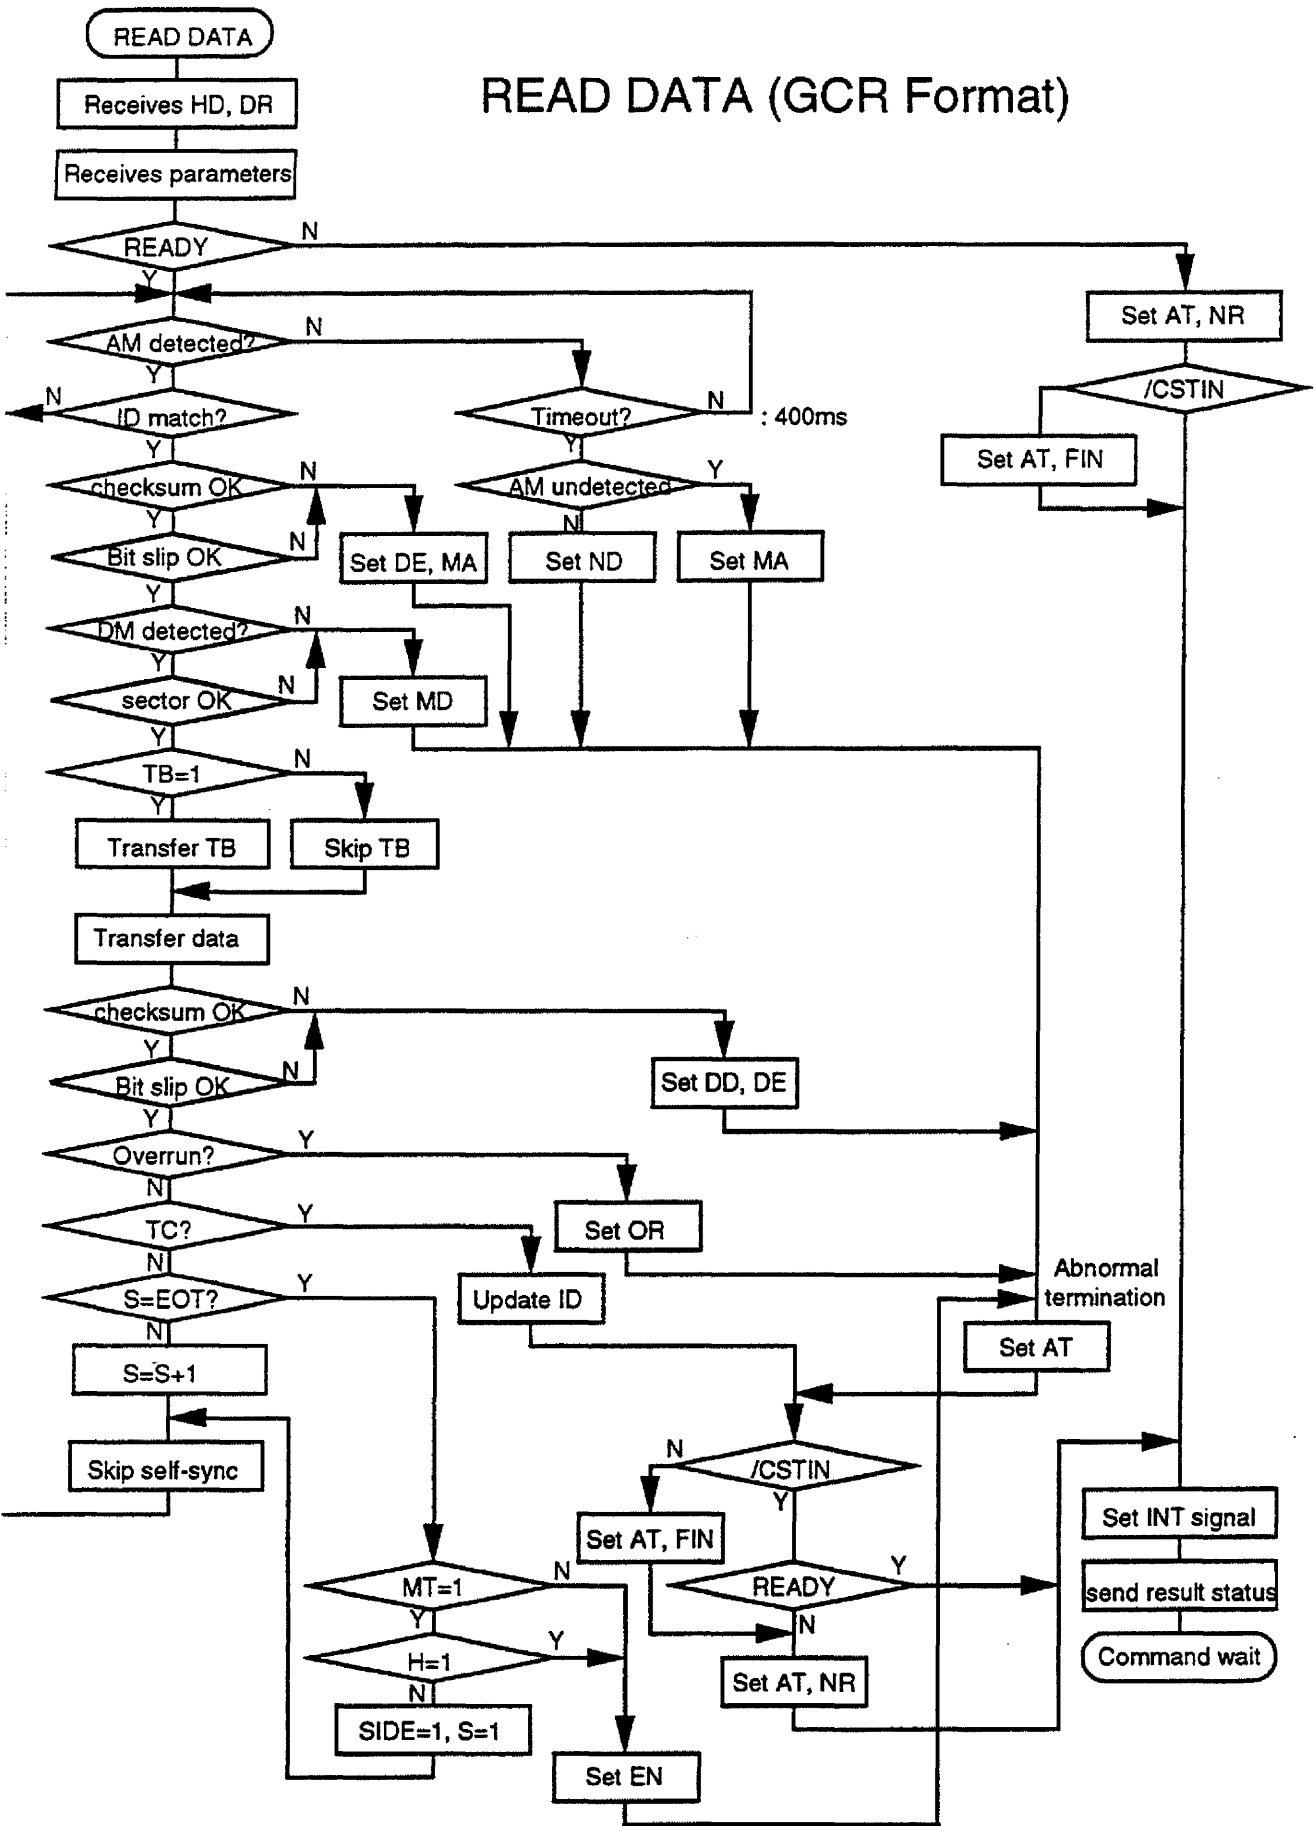 READ DATA
READ DATA (GCR Format)
Receives HD, DR
Receives parameters
READY
N
Y
Set AT, NR
AM detected?
N
Y
/CSTIN
ID match?
N
Y
Timeout?
N
: 400ms
Y
Set AT, FIN
checksum OK
N
Y
AM undetected
Y
N
Bit slip OK
N
Y
Set DE, MA
Set ND
Set MA
DM detected?
N
Y
sector OK
N
Y
Set MD
TB=1
N
Y
Transfer TB
Skip TB
Transfer data
checksum OK
N
Y
Bit slip OK
N
Y
Set DD, DE
Overrun?
Y
N
TC?
Y
N
Set OR
S=EOT?
Y
N
Update ID
Abnormal
termination
Set AT
S=S+1
Skip self-sync
/CSTIN
N
Y
Set AT, FIN
Set INT signal
MT=1
N
Y
READY
Y
N
send result status
H=1
Y
N
Set AT, NR
Command wait
SIDE=1, S=1
Set EN